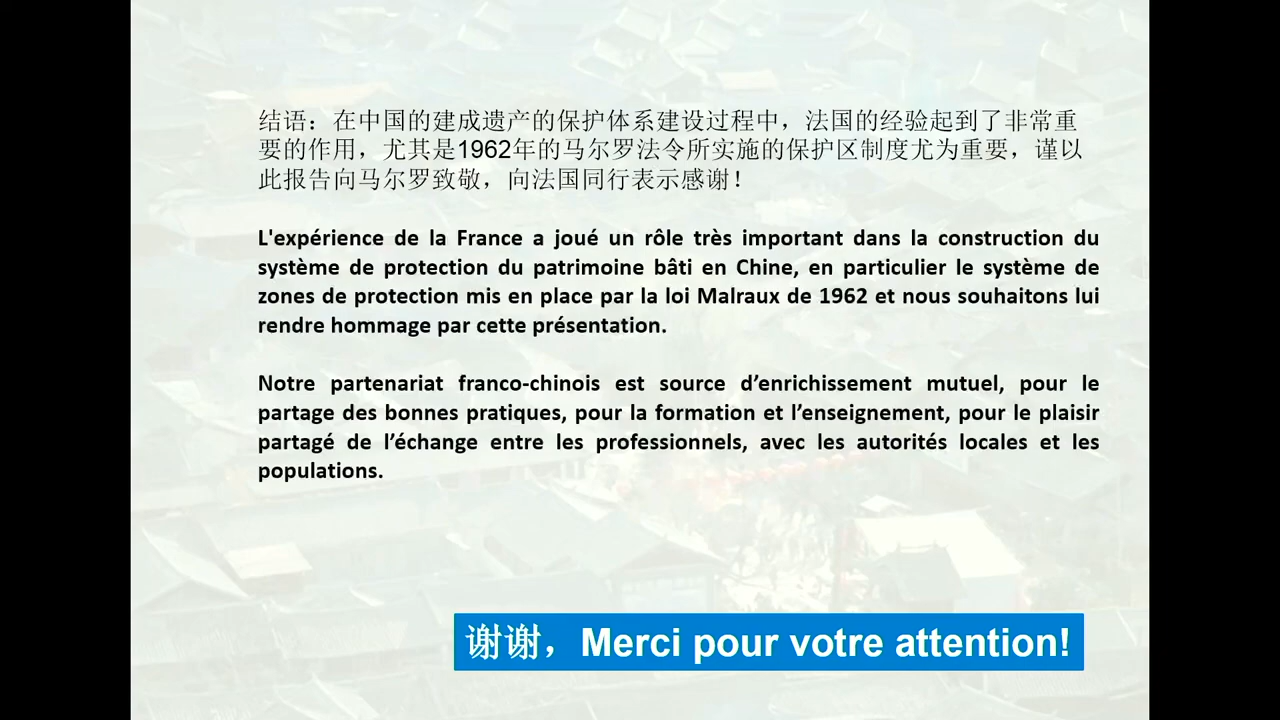 结语：在中国的建成遗产的保护体系建设过程中，法国的经验起到了非常重
要的作用，尤其是1962年的马尔罗法令所实施的保护区制度尤为重要，谨以
此报告向马尔罗致敬，向法国同行表示感谢！
L'expérience de la France a joué un rôle très important dans la construction du
système de protection du patrimoine bâti en Chine, en particulier le système de
zones de protection mis en place par la loi Malraux de 1962 et nous souhaitons lui
rendre hommage par cette présentation.
Notre partenariat franco-chinois est source d’enrichissement mutuel, pour le
partage des bonnes pratiques, pour la formation et l’enseignement, pour le plaisir
partagé de l’échange entre les professionnels, avec les autorités locales et les
populations.
谢谢，Merci pour votre attention!